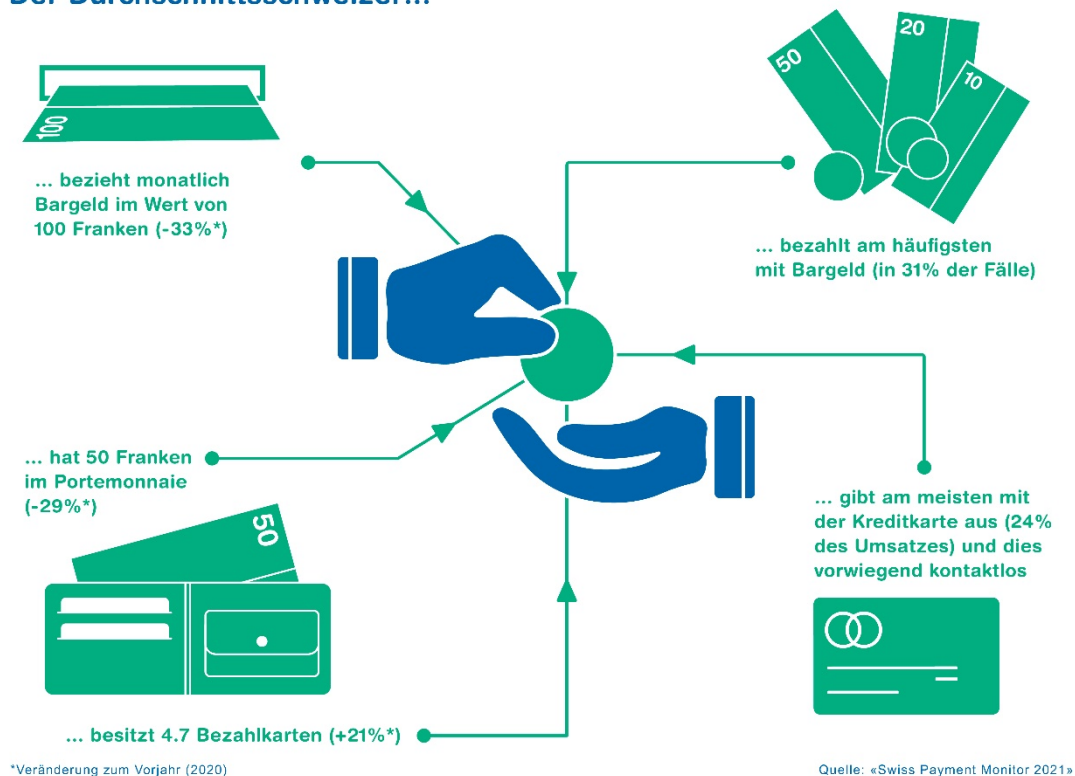 Der Durchschnittsschweizer...
100
... bezieht monatlich
Bargeld im Wert von
100 Franken (-33%*)
50
20
10
... bezahlt am häufigsten
mit Bargeld (in 31% der Fälle)
... hat 50 Franken
im Portemonnaie
(-29%*)
50
... gibt am meisten mit
der Kreditkarte aus (24%
des Umsatzes) und dies
vorwiegend kontaktlos
... besitzt 4.7 Bezahlkarten (+21%*)
*Veränderung zum Vorjahr (2020)
Quelle: «Swiss Payment Monitor 2021»